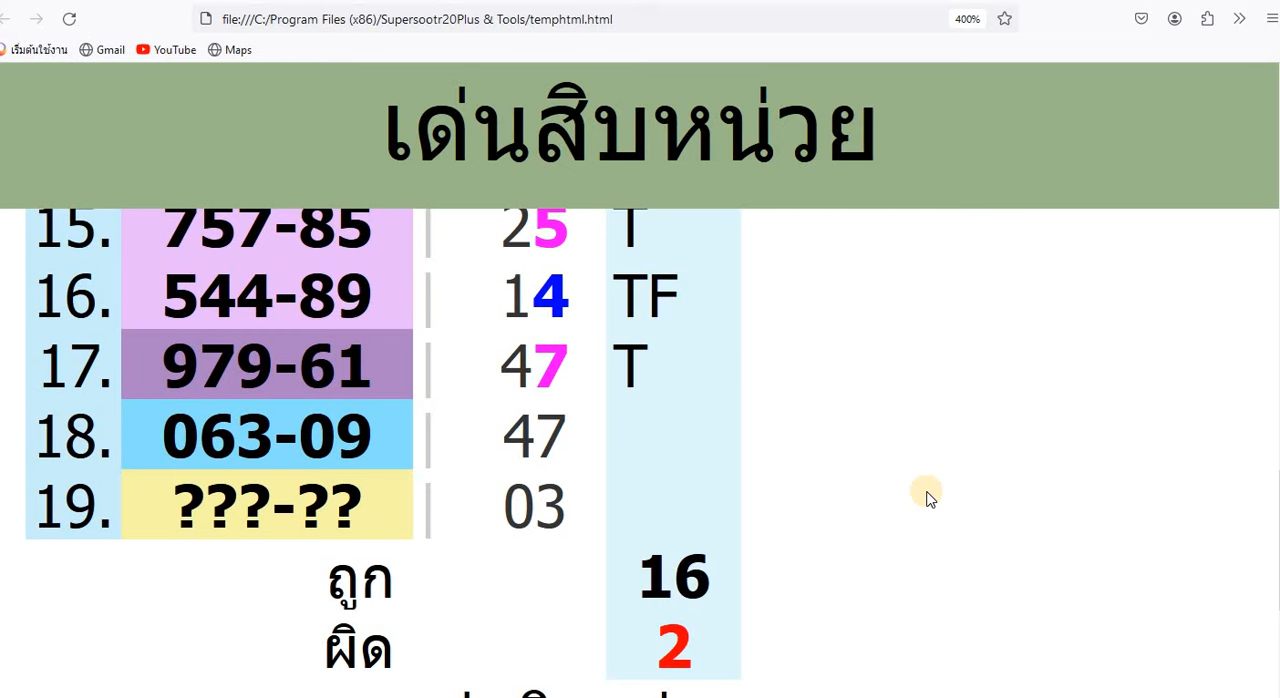 file:///C:/Program Files (x86)/Supersootr20Plus & Tools/temphtml.html 400%
เริ่มต้นใช้งาน Gmail YouTube Maps
เด่นสิบหน่วย
15. 757-85 25 T
16. 544-89 14 TF
17. 979-61 47 T
18. 063-09 47
19. ???-?? 03
ถูก 16
ผิด 2